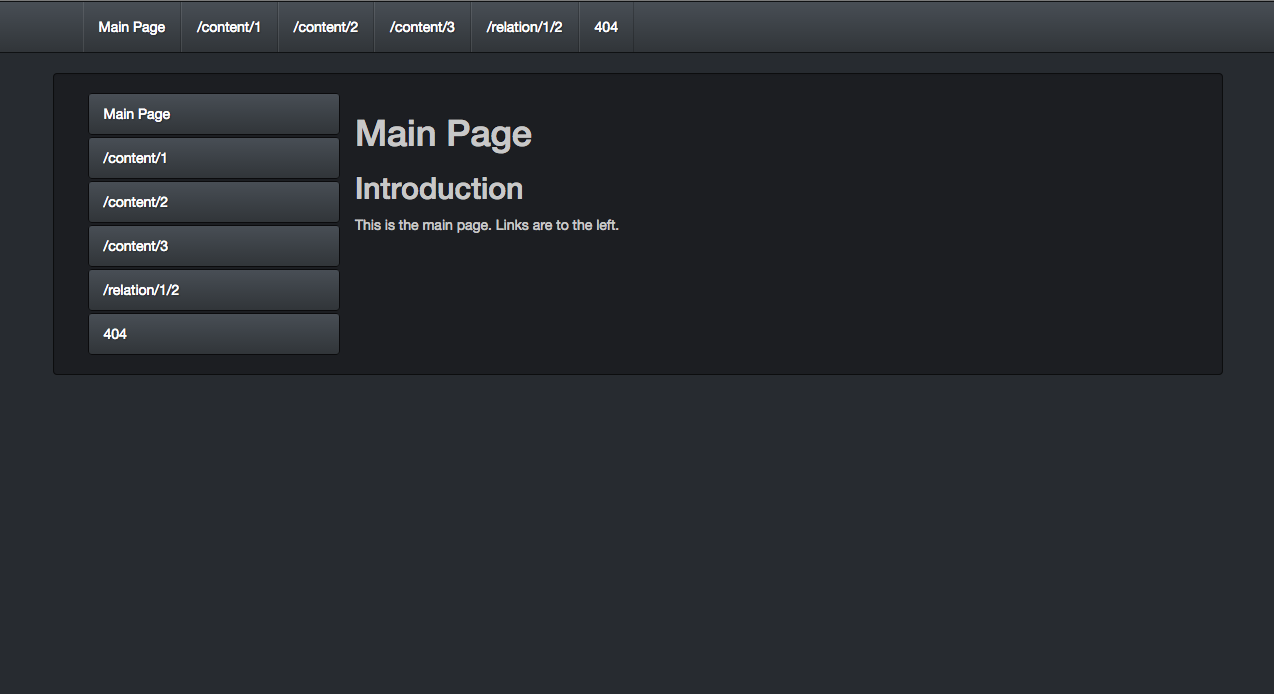 Main Page /content/1 /content/2 /content/3 /relation/1/2 404
Main Page
/content/1
/content/2
/content/3
/relation/1/2
404
Main Page
Introduction
This is the main page. Links are to the left.